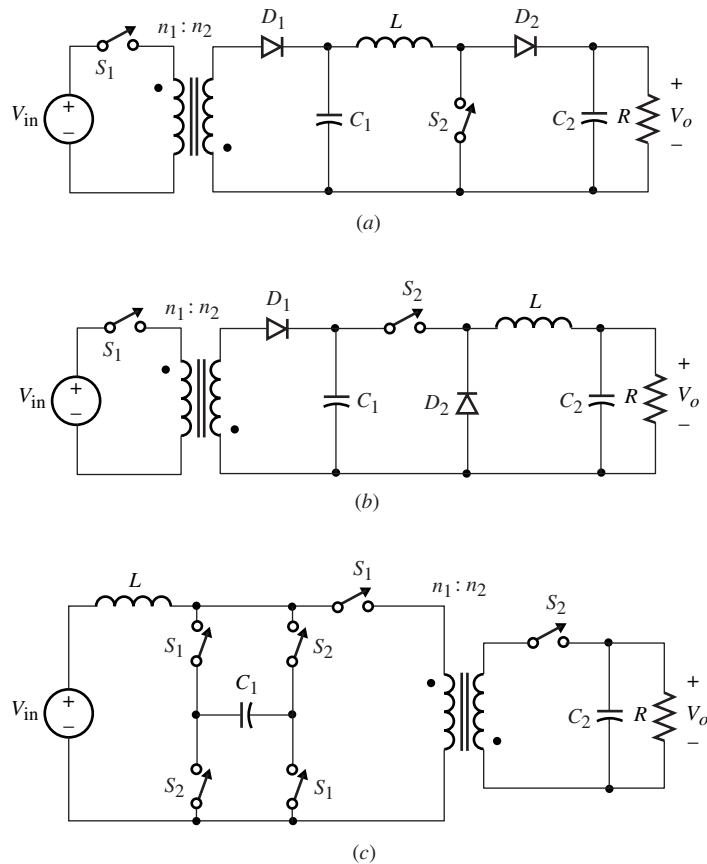 n1 : n2
D1
L
D2
S1
+
Vin
−
C1
S2
C2
R
+
Vo
−
(a)
n1 : n2
D1
S2
L
S1
+
Vin
−
C1
D2
C2
R
+
Vo
−
(b)
L
S1
n1 : n2
S2
S1
S2
C1
+
Vin
−
C2
R
+
Vo
−
S2
S1
(c)